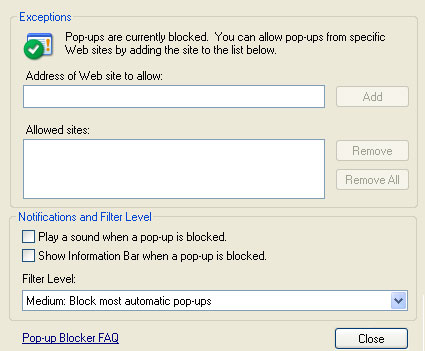 Exceptions
Pop-ups are currently blocked. You can allow pop-ups from specific
Web sites by adding the site to the list below.
Address of Web site to allow:
Add
Allowed sites:
Remove
Remove All
Notifications and Filter Level
Play a sound when a pop-up is blocked.
Show Information Bar when a pop-up is blocked.
Filter Level:
Medium: Block most automatic pop-ups
Pop-up Blocker FAQ
Close